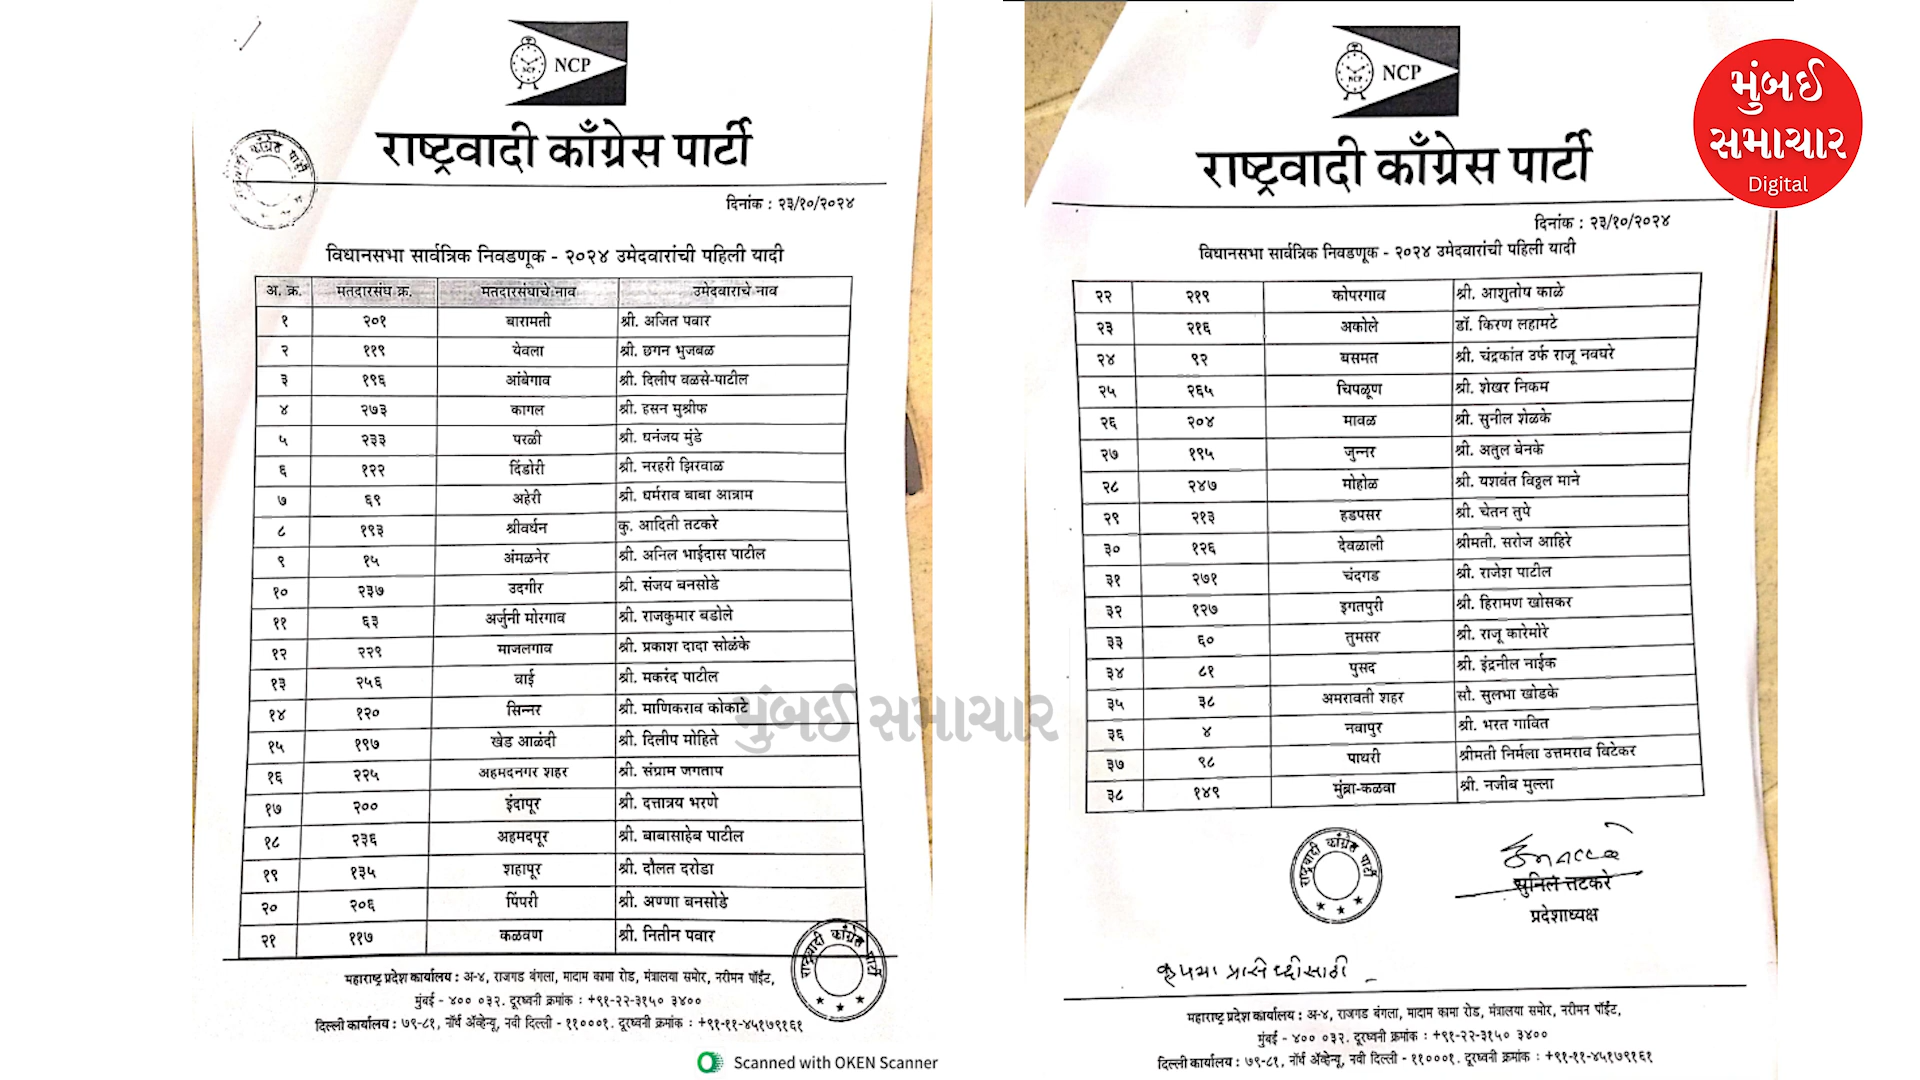 NCP
NCP
राष्ट्रवादी काँग्रेस पार्टी
काँग्रेस पार्टी
दिनांक : २३/१०/२०२४
विधानसभा सार्वत्रिक निवडणूक - २०२४ उमेदवारांची पहिली यादी
अ. क्र. मतदारसंघ क्र. मतदारसंघाचे नाव उमेदवाराचे नाव
१ २०१ बारामती श्री. अजित पवार
२ ११९ येवला श्री. छगन भुजबळ
३ १९६ आंबेगाव श्री. दिलीप वळसे-पाटील
४ २७३ कागल श्री. हसन मुश्रीफ
५ २३३ परळी श्री. धनंजय मुंडे
६ १२२ दिंडोरी श्री. नरहरी झिरवाळ
७ ६९ अहेरी श्री. धर्मराव बाबा आत्राम
८ १९३ श्रीवर्धन कु. आदिती तटकरे
९ १५ अंमळनेर श्री. अनिल भाईदास पाटील
१० २३७ उदगीर श्री. संजय बनसोडे
११ ६३ अर्जुनी मोरगाव श्री. राजकुमार बडोले
१२ २२९ माजलगाव श्री. प्रकाश दादा सोळंके
१३ २५६ वाई श्री. मकरंद पाटील
१४ १२० सिन्नर श्री. माणिकराव कोकाटे
१५ १९७ खेड आळंदी श्री. दिलीप मोहिते
१६ २२५ अहमदनगर शहर श्री. संग्राम जगताप
१७ २०० इंदापूर श्री. दत्तात्रय भरणे
१८ २३६ अहमदपूर श्री. बाबासाहेब पाटील
१९ १३५ शहापूर श्री. दौलत दरोडा
२० २०६ पिंपरी श्री. अण्णा बनसोडे
२१ ११७ कळवण श्री. नितीन पवार
राष्ट्रवादी काँग्रेस पार्टी
महाराष्ट्र प्रदेश कार्यालय : अ-४, राजगड बंगला, मादाम कामा रोड, मंत्रालया समोर, नरीमन पॉईंट,
मुंबई - ४०० ०३२. दूरध्वनी क्रमांक : +९१-२२-३१५० ३४००
दिल्ली कार्यालय : ७९-८१, नॉर्थ ॲव्हेन्यू, नवी दिल्ली - ११०००१. दूरध्वनी क्रमांक : +९१-११-४५१७९१६१
Scanned with OKEN Scanner
મુંબઈ સમાચાર
NCP
NCP
राष्ट्रवादी काँग्रेस पार्टी
दिनांक : २३/१०/२०२४
विधानसभा सार्वत्रिक निवडणूक - २०२४ उमेदवारांची पहिली यादी
२२ २१९ कोपरगाव श्री. आशुतोष काळे
२३ २१६ अकोले डॉ. किरण लहामटे
२४ ९२ बसमत श्री. चंद्रकांत उर्फ राजू नवघरे
२५ २६५ चिपळूण श्री. शेखर निकम
२६ २०४ मावळ श्री. सुनील शेळके
२७ १९५ जुन्नर श्री. अतुल बेनके
२८ २४७ मोहोळ श्री. यशवंत विठ्ठल माने
२९ २१३ हडपसर श्री. चेतन तुपे
३० १२६ देवळाली श्रीमती. सरोज आहिरे
३१ २७१ चंदगड श्री. राजेश पाटील
३२ १२७ इगतपुरी श्री. हिरामण खोसकर
३३ ६० तुमसर श्री. राजू कारेमोरे
३४ ८१ पुसद श्री. इंद्रनील नाईक
३५ ३८ अमरावती शहर सौ. सुलभा खोडके
३६ ४ नवापुर श्री. भरत गावित
३७ ९८ पाथरी श्रीमती निर्मला उत्तमराव विटेकर
३८ १४९ मुंब्रा-कळवा श्री. नजीब मुल्ला
राष्ट्रवादी काँग्रेस पार्टी
सुनिल तटकरे
प्रदेशाध्यक्ष
कृपया प्रसिध्दीसाठी
महाराष्ट्र प्रदेश कार्यालय : अ-४, राजगड बंगला, मादाम कामा रोड, मंत्रालया समोर, नरीमन पॉईंट,
मुंबई - ४०० ०३२. दूरध्वनी क्रमांक : +९१-२२-३१५० ३४००
दिल्ली कार्यालय : ७९-८१, नॉर्थ ॲव्हेन्यू, नवी दिल्ली - ११०००१. दूरध्वनी क्रमांक : +९१-११-४५१७९१६१
મુંબઈ
સમાચાર
Digital